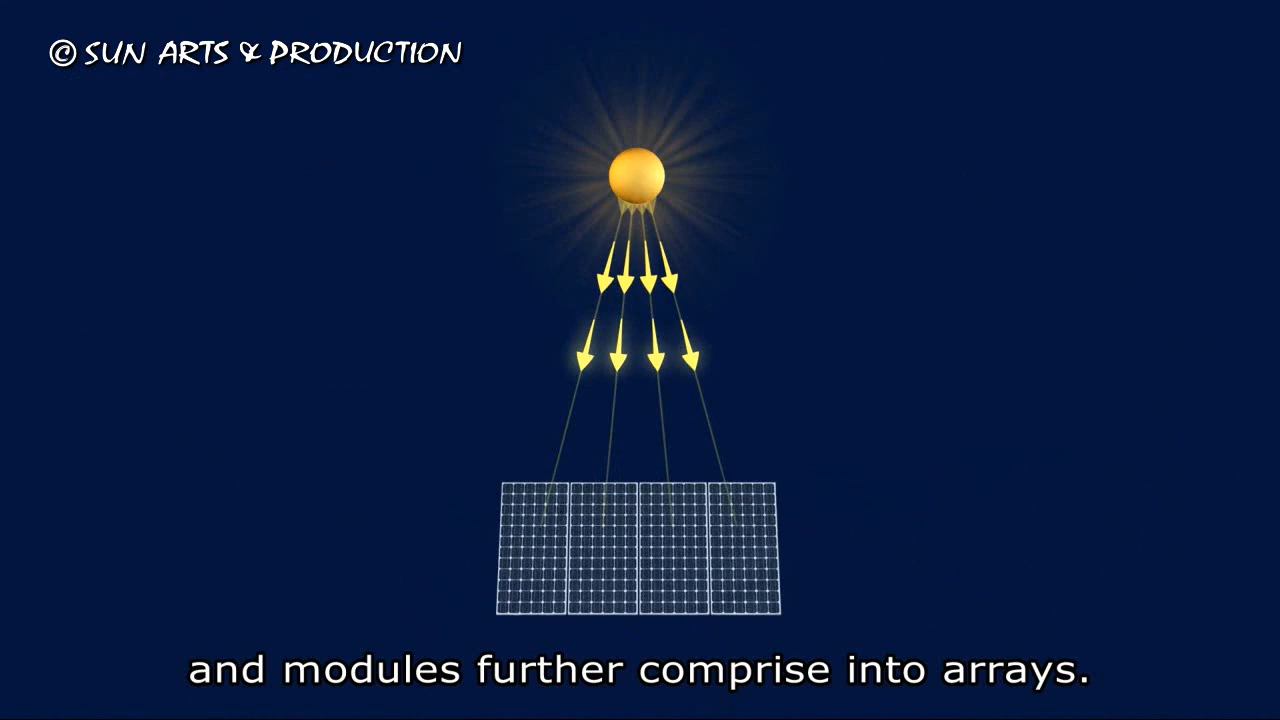 © SUN ARTS & PRODUCTION
and modules further comprise into arrays.